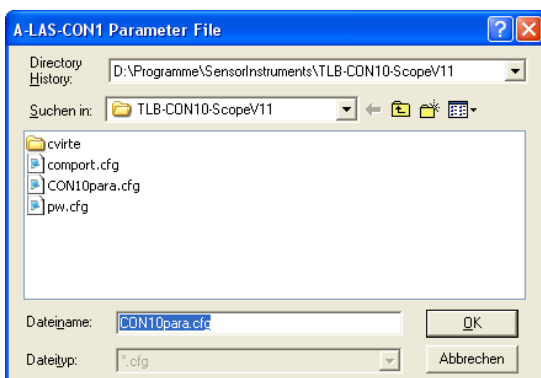 A-LAS-CON1 Parameter File
Directory
History:
D:\Programme\SensorInstruments\TLB-CON10-ScopeV11
Suchen in:
TLB-CON10-ScopeV11
cvirte
comport.cfg
CON10para.cfg
pw.cfg
Dateiname:
CON10para.cfg
OK
Dateityp:
*.cfg
Abbrechen